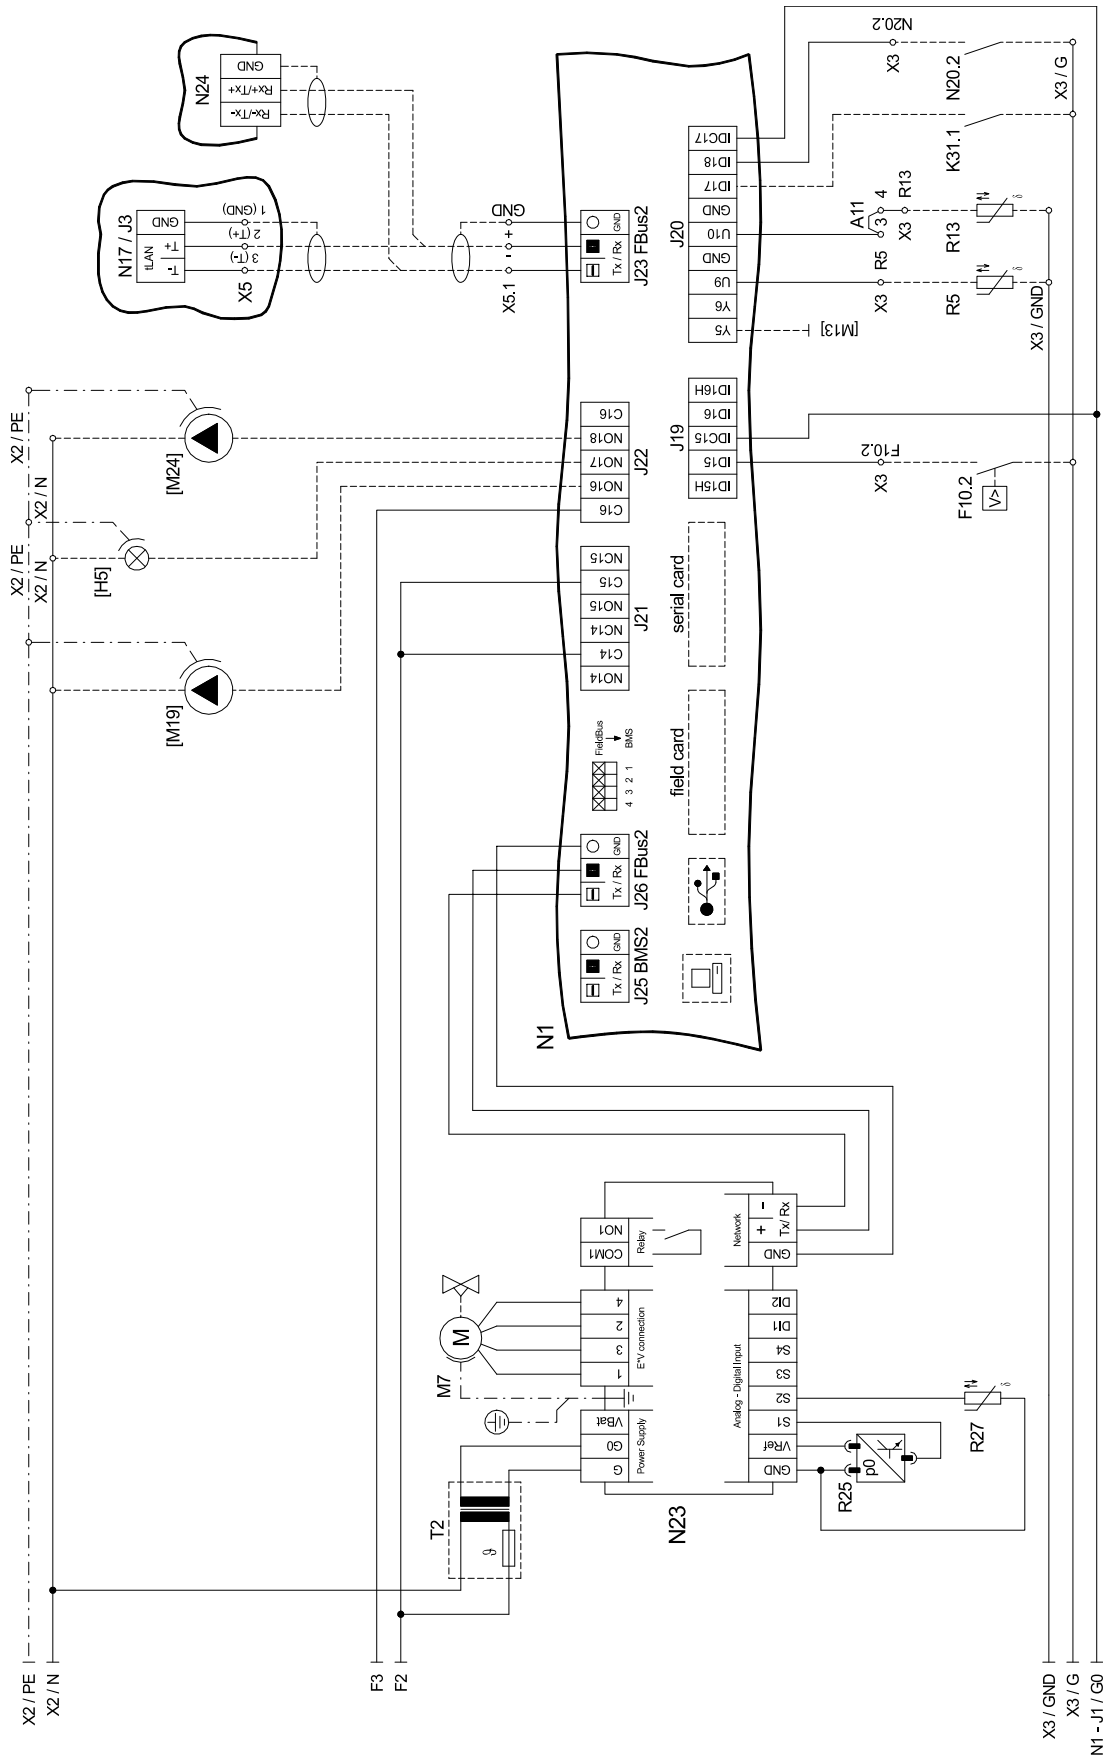 X2 / PE
X2 / N
X2 / PE
X2 / N
X2 / PE
X2 / N
[M19]
[H5]
[M24]
N17 / J3
tLAN
T-
T+
GND
3 (T-)
2 (T+)
1 (GND)
X5
N24
Rx-/Tx-
Rx+/Tx+
GND
F3
F2
T2
ϑ
M7
M
X5.1
-
+
GND
N1
G
G0
VBat
Power Supply
1
3
2
4
E*V connection
COM1
NO1
Relay
N23
Analog - Digital Input
GND
VRef
S1
S2
S3
S4
DI1
DI2
Network
GND
+
-
Tx/ Rx
Tx / Rx
GND
J25 BMS2
Tx / Rx
GND
J26 FBus2
4 3 2 1
FieldBus
BMS
NO14
C14
NC14
NO15
C15
NC15
J21
C16
NO16
NO17
NO18
C16
J22
Tx / Rx
GND
J23 FBus2
field card
serial card
J19
ID15H
ID15
IDC15
ID16
ID16H
J20
Y5
Y6
U9
GND
U10
GND
ID17
ID18
IDC17
[M13]
R25
p0
R27
δ
X3
F10.2
F10.2
V>
X3
R5
R5
δ
A11
3
4
X3
R13
R13
δ
K31.1
X3
N20.2
N20.2
X3 / GND
X3 / G
X3 / GND
X3 / G
N1 - J1 / G0